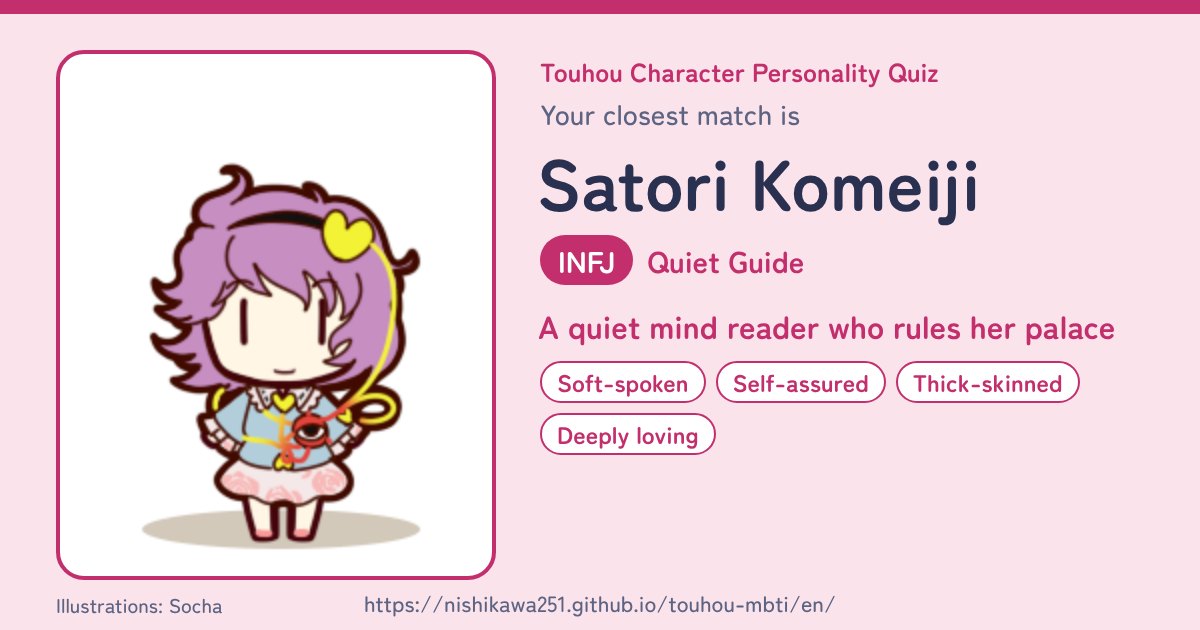 Touhou Character Personality Quiz
Your closest match is
Satori Komeiji
INFJ Quiet Guide
A quiet mind reader who rules her palace
Soft-spoken Self-assured Thick-skinned
Deeply loving
Illustrations: Socha https://nishikawa251.github.io/touhou-mbti/en/